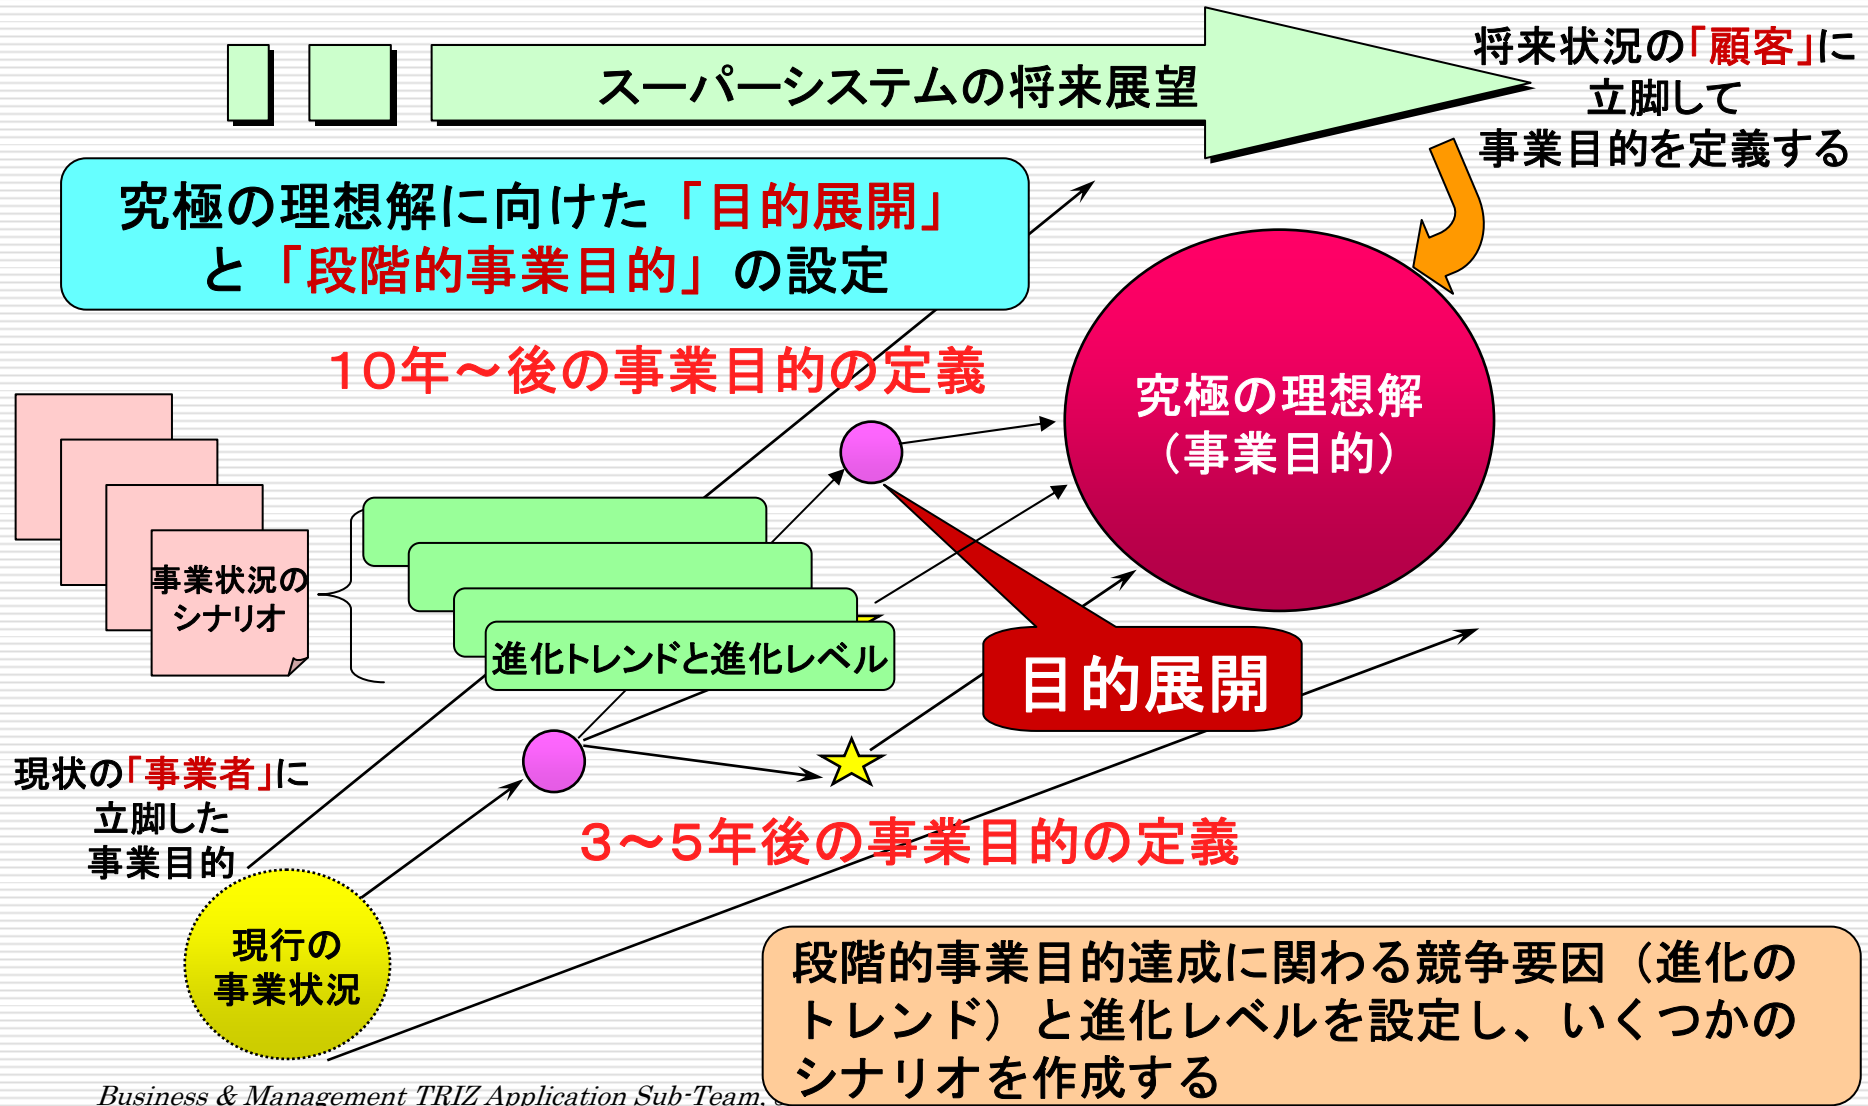 スーパーシステムの将来展望
将来状況の「顧客」に
立脚して
事業目的を定義する
究極の理想解に向けた「目的展開」
と「段階的事業目的」の設定
10年～後の事業目的の定義
究極の理想解
（事業目的）
事業状況の
シナリオ
進化トレンドと進化レベル
目的展開
現状の「事業者」に
立脚した
事業目的
3～5年後の事業目的の定義
現行の
事業状況
段階的事業目的達成に関わる競争要因（進化の
トレンド）と進化レベルを設定し、いくつかの
シナリオを作成する
Business & Management TRIZ Application Sub-Team,